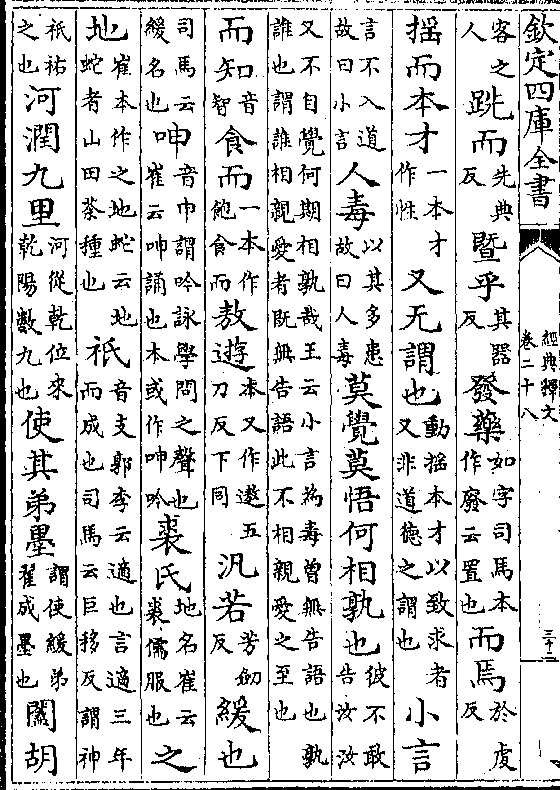 欽定四庫全書
經典釋文
卷二十八
三十二
客之人跣而先典反暨乎其器反發藥如字司馬本作廢云置也而焉於虔反
揺而本才一本才作性又无謂也動揺本才以致求者又非道德之謂也小言
言不入道故曰小言人毒以其多患故曰人毒莫覺莫悟何相孰也彼不敢告汝汝
又不自覺何期相孰哉王云小言為毒曾無告語也孰誰也謂誰相親愛者既無告語此不相親愛之至也
而知音智食而一本作飽食而敖遊本又作遨五刀反下同汎若芳劒反緩也
司馬云緩名也呻音巾謂吟詠學問之聲也崔云呻誦也本或作呻吟裘氏地名崔云裘儒服也之
地崔本作之地蛇云地蛇者山田茶種也祇音支郭李云適也言適三年而成也司馬云巨移反謂神
祇祐之也河潤九里河從乾位來乾陽數九也使其弟墨謂使緩弟翟成墨也闔胡